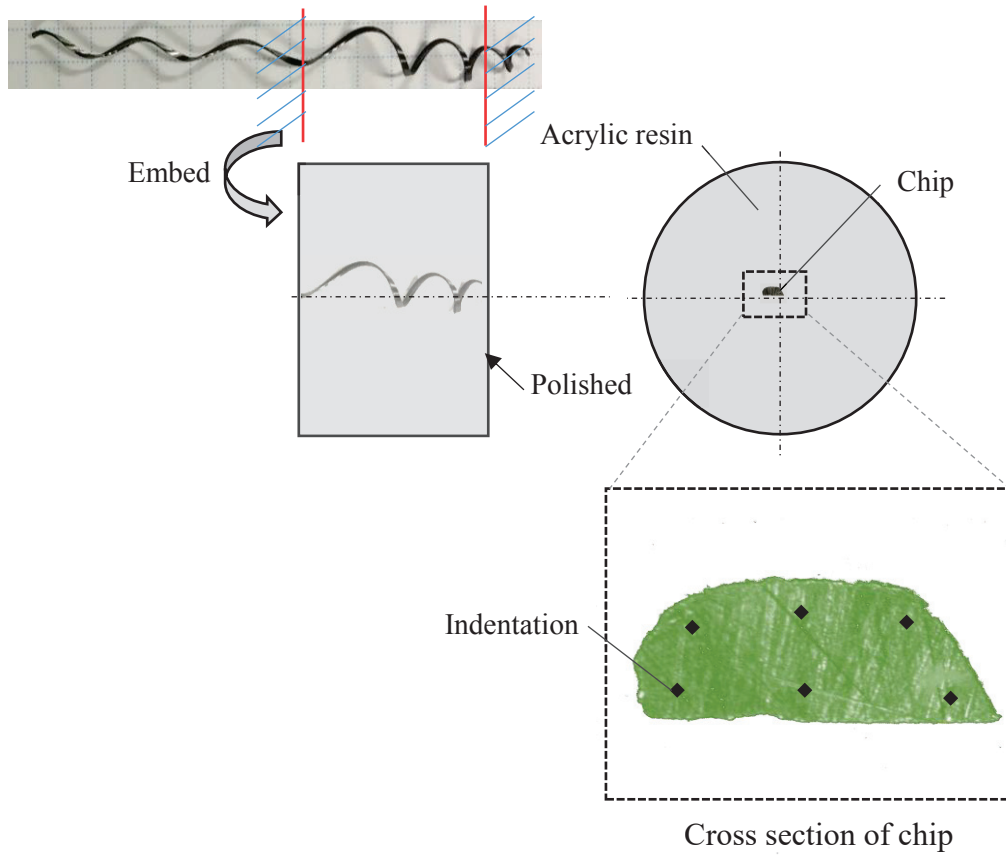 Acrylic resin
Embed
Chip
Polished
Indentation
Cross section of chip